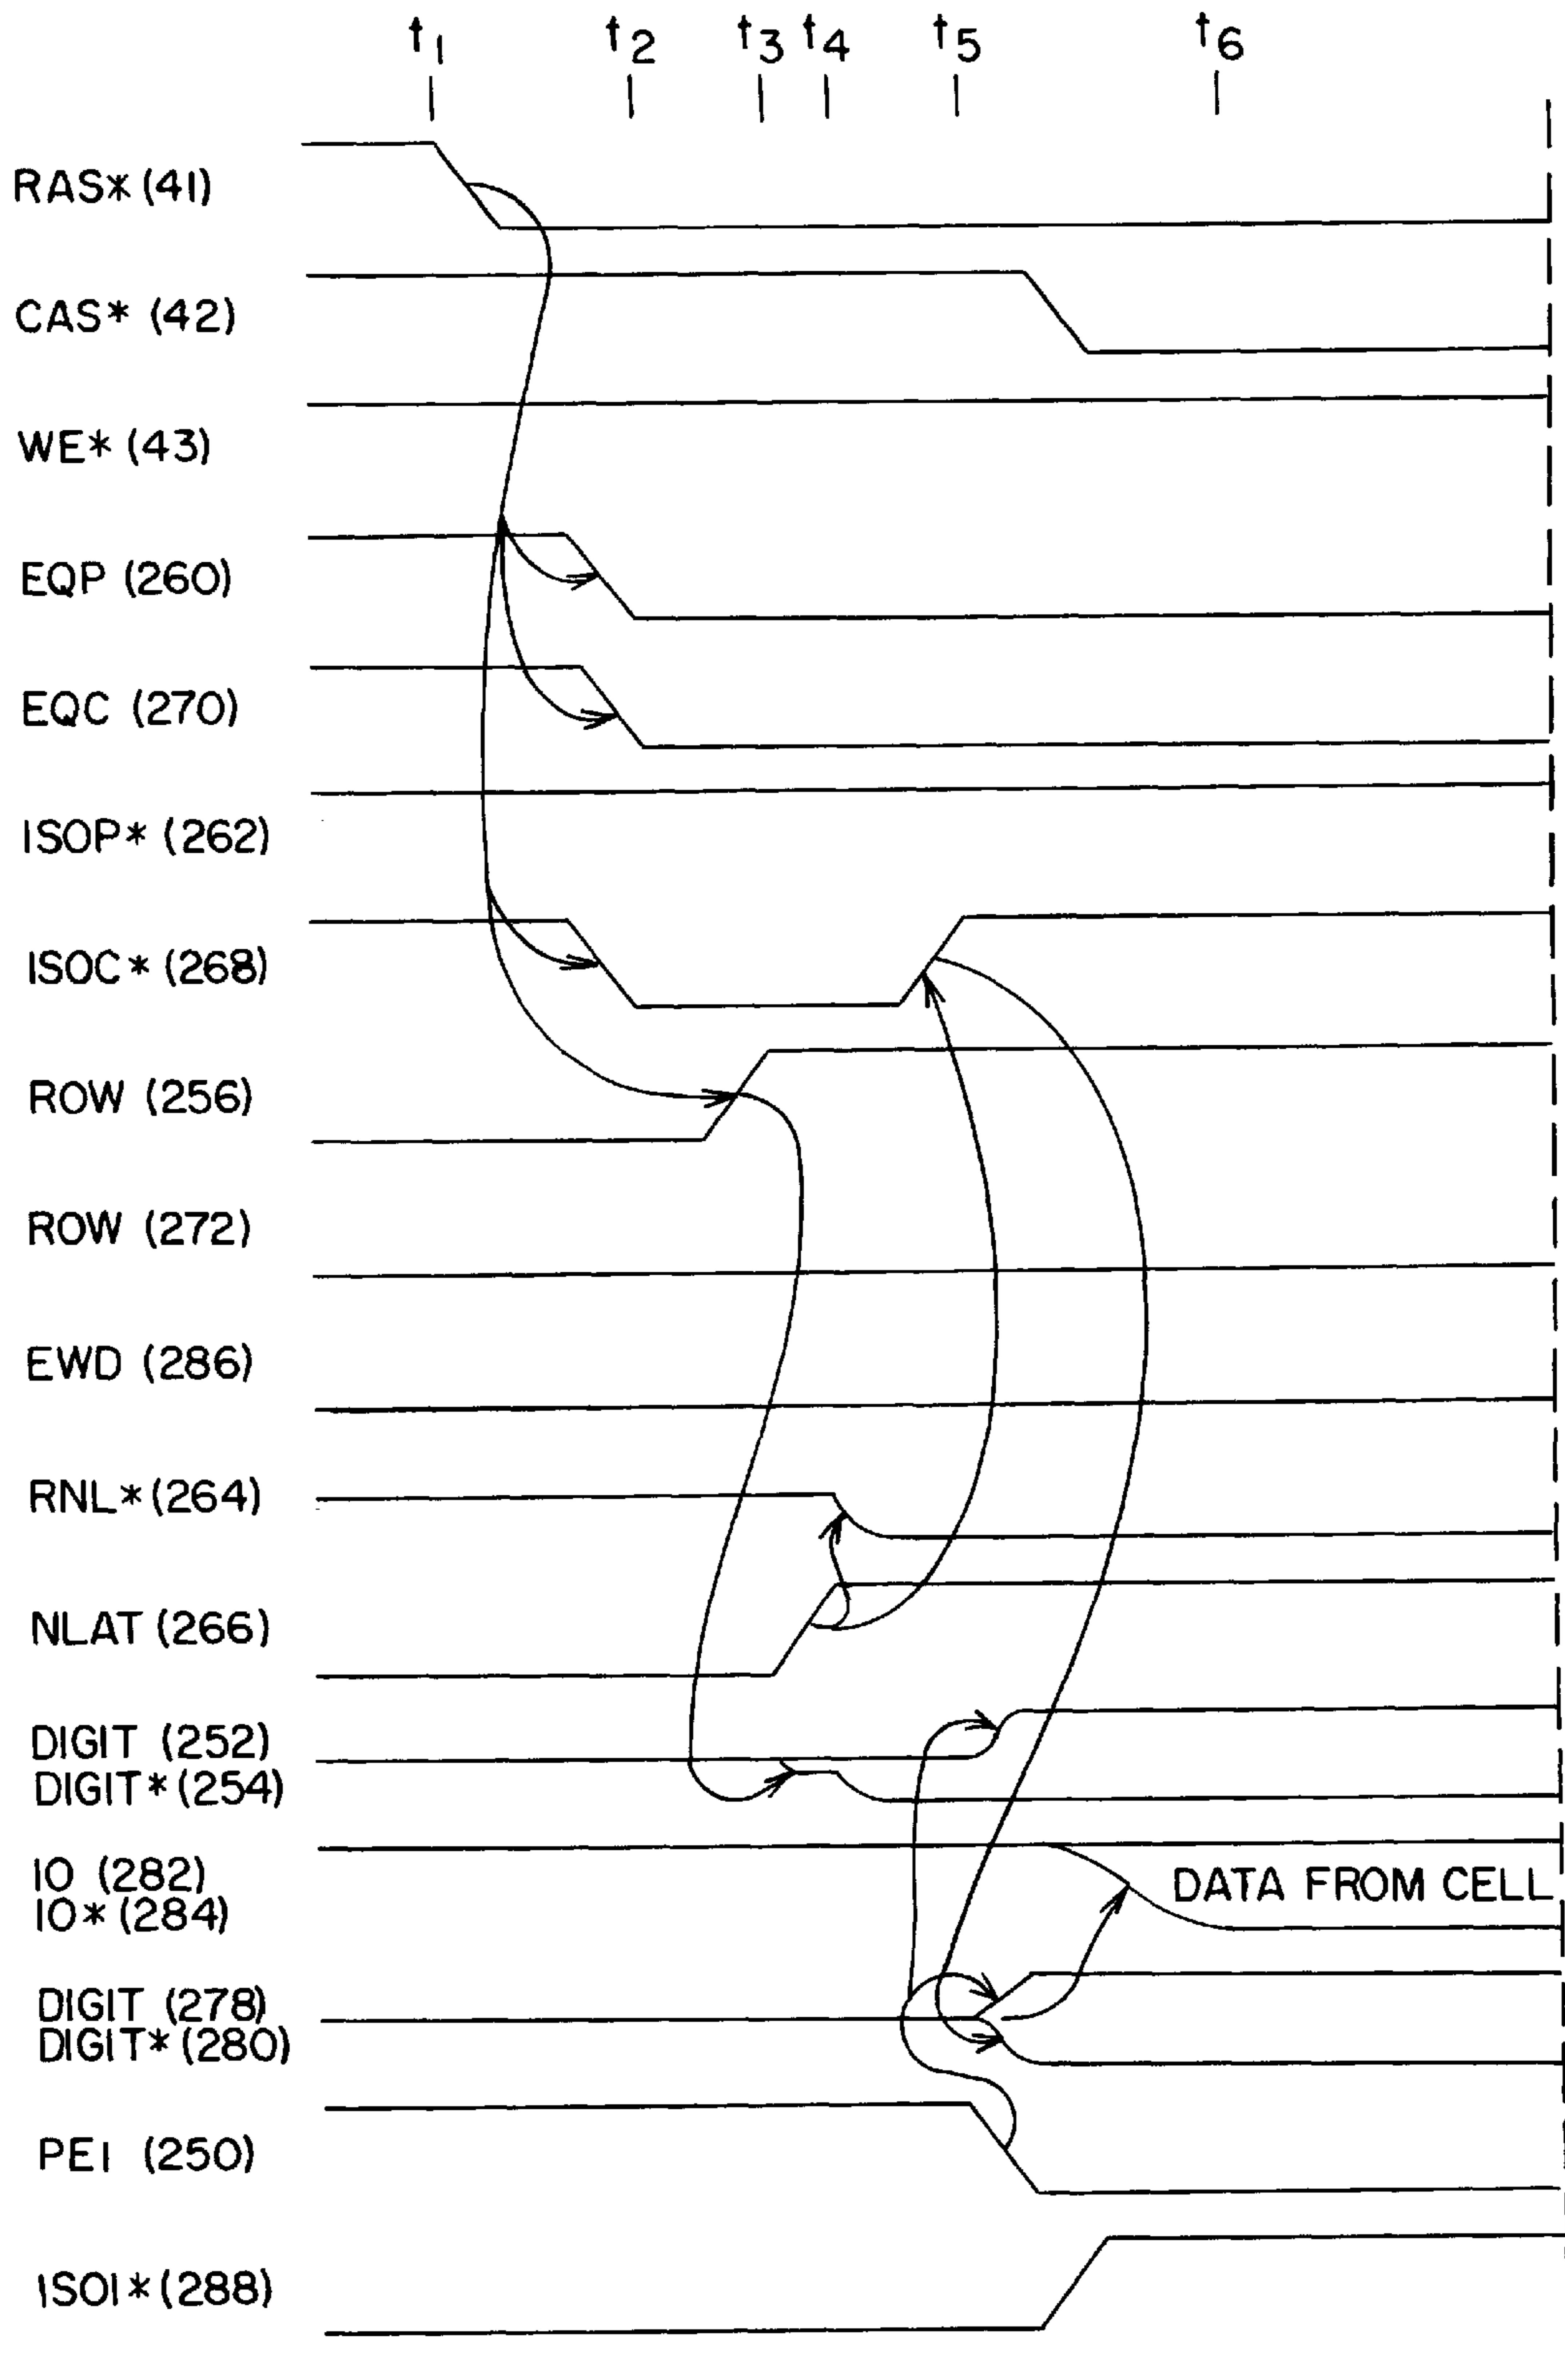 t1 t2 t3 t4 t5 t6
RAS* (41)
CAS* (42)
WE* (43)
EQP (260)
EQC (270)
ISOP* (262)
ISOC* (268)
ROW (256)
ROW (272)
EWD (286)
RNL* (264)
NLAT (266)
DIGIT (252)
DIGIT* (254)
IO (282)
IO* (284)
DATA FROM CELL
DIGIT (278)
DIGIT* (280)
PEI (250)
ISOI* (288)